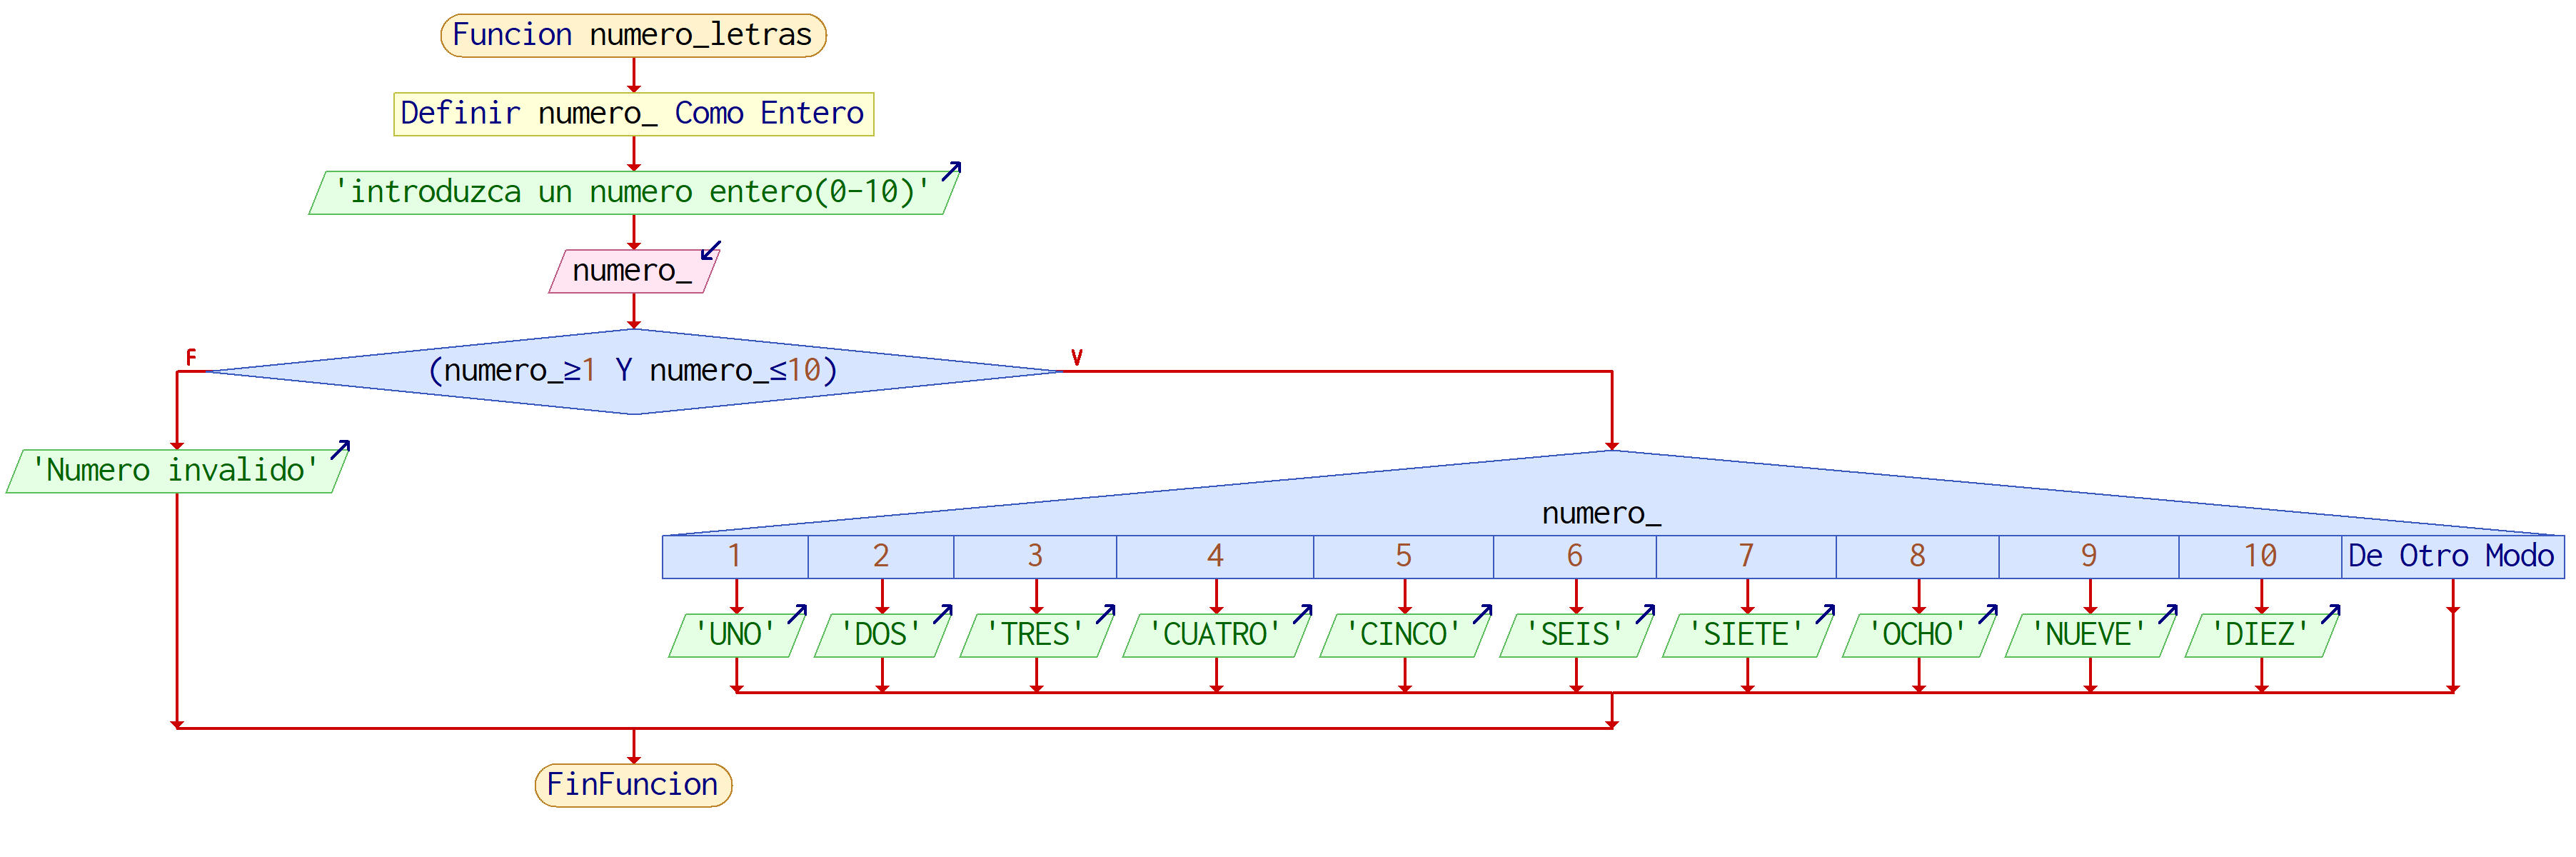 Funcion numero_letras
Definir numero_ Como Entero
'introduzca un numero entero(0-10)'
numero_
F
(numero_≥1 Y numero_≤10)
V
'Numero invalido'
numero_
1 2 3 4 5 6 7 8 9 10 De Otro Modo
'UNO' 'DOS' 'TRES' 'CUATRO' 'CINCO' 'SEIS' 'SIETE' 'OCHO' 'NUEVE' 'DIEZ'
FinFuncion